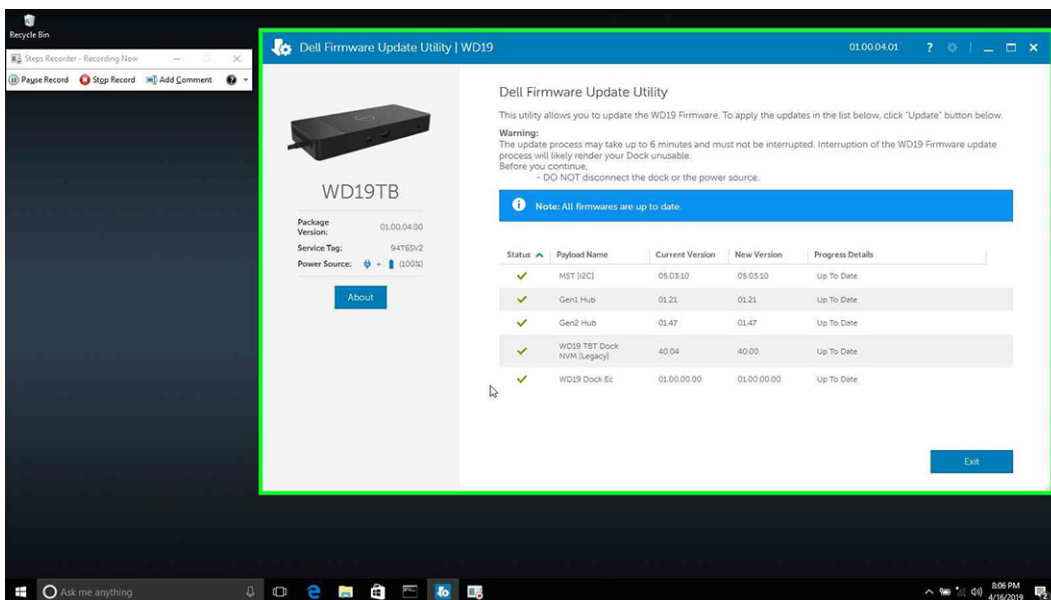 Recycle Bin
Steps Recorder - Recording Now
Pause Record Stop Record Add Comment
Dell Firmware Update Utility | WD19 01.00.04.01 ?
Dell Firmware Update Utility
This utility allows you to update the WD19 Firmware. To apply the updates in the list below, click "Update" button below.
Warning:
The update process may take up to 6 minutes and must not be interrupted. Interruption of the WD19 Firmware update
process will likely render your Dock unusable.
Before you continue,
- DO NOT disconnect the dock or the power source.
WD19TB
Note: All firmwares are up to date.
Package
Version: 01.00.04.00
Service Tag: 94T6SV2
Power Source: + (100%)
About
Status Payload Name Current Version New Version Progress Details
MST [I2C] 05.03.10 05.03.10 Up To Date
Gen1 Hub 01.21 01.21 Up To Date
Gen2 Hub 01.47 01.47 Up To Date
WD19 TBT Dock
NVM [Legacy] 40.04 40.00 Up To Date
WD19 Dock Ec 01.00.00.00 01.00.00.00 Up To Date
Exit
Ask me anything
8:06 PM
4/16/2019